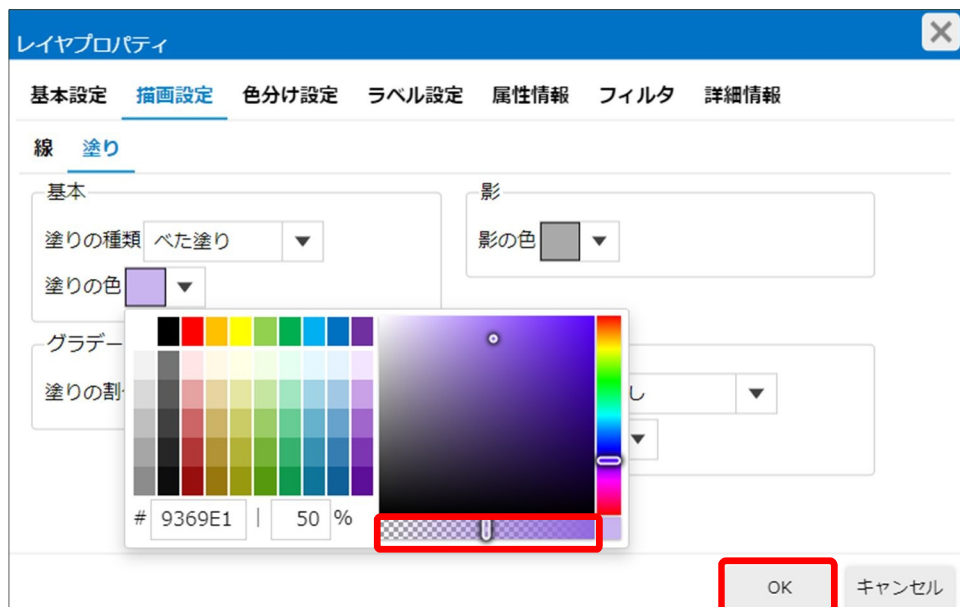 レイヤプロパティ
基本設定 描画設定 色分け設定 ラベル設定 属性情報 フィルタ 詳細情報
線 塗り
基本
塗りの種類 べた塗り
塗りの色
影
影の色
グラデー
塗りの割
し
# 9369E1 | 50 %
OK キャンセル